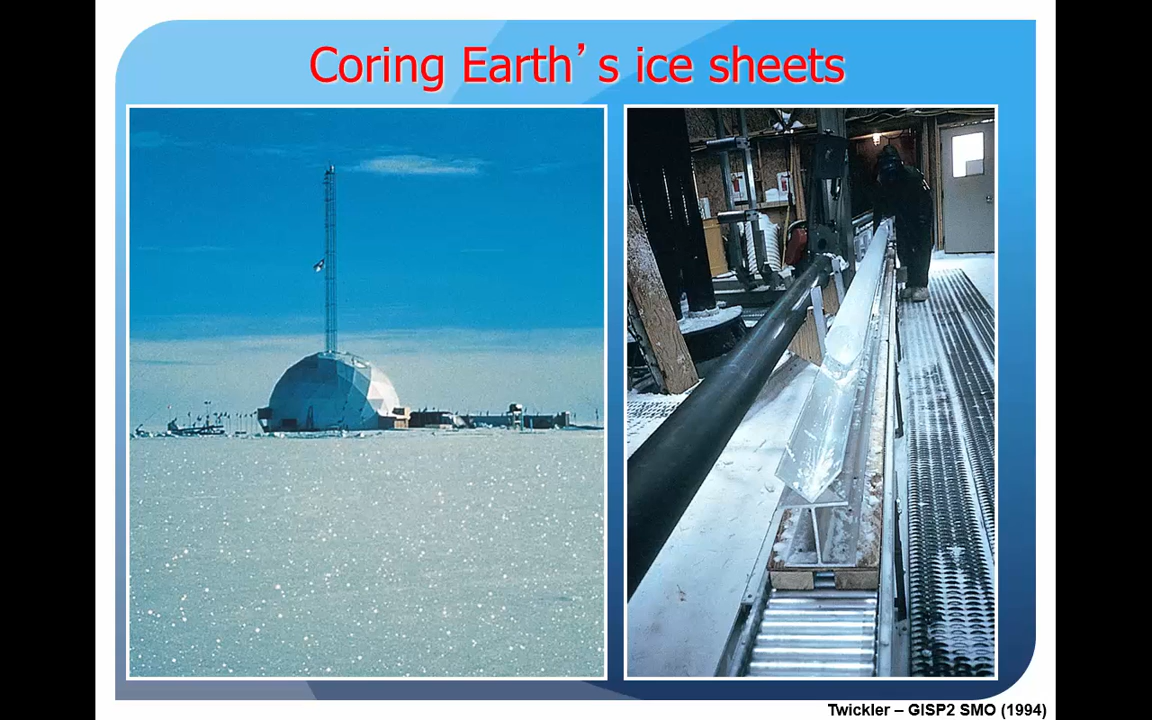 Coring Earth’s ice sheets
Twickler – GISP2 SMO (1994)